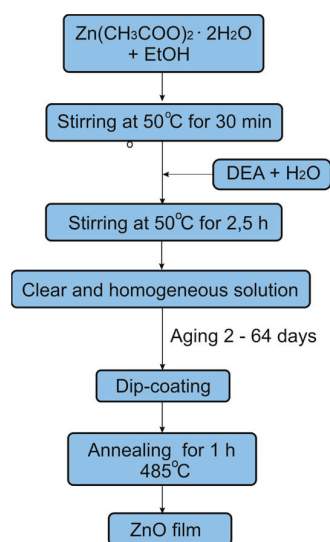 Zn(CH3COO)2 · 2H2O
+ EtOH
Stirring at 50°C for 30 min
o
DEA + H2O
Stirring at 50°C for 2,5 h
Clear and homogeneous solution
Aging 2 - 64 days
Dip-coating
Annealing for 1 h
485°C
ZnO film